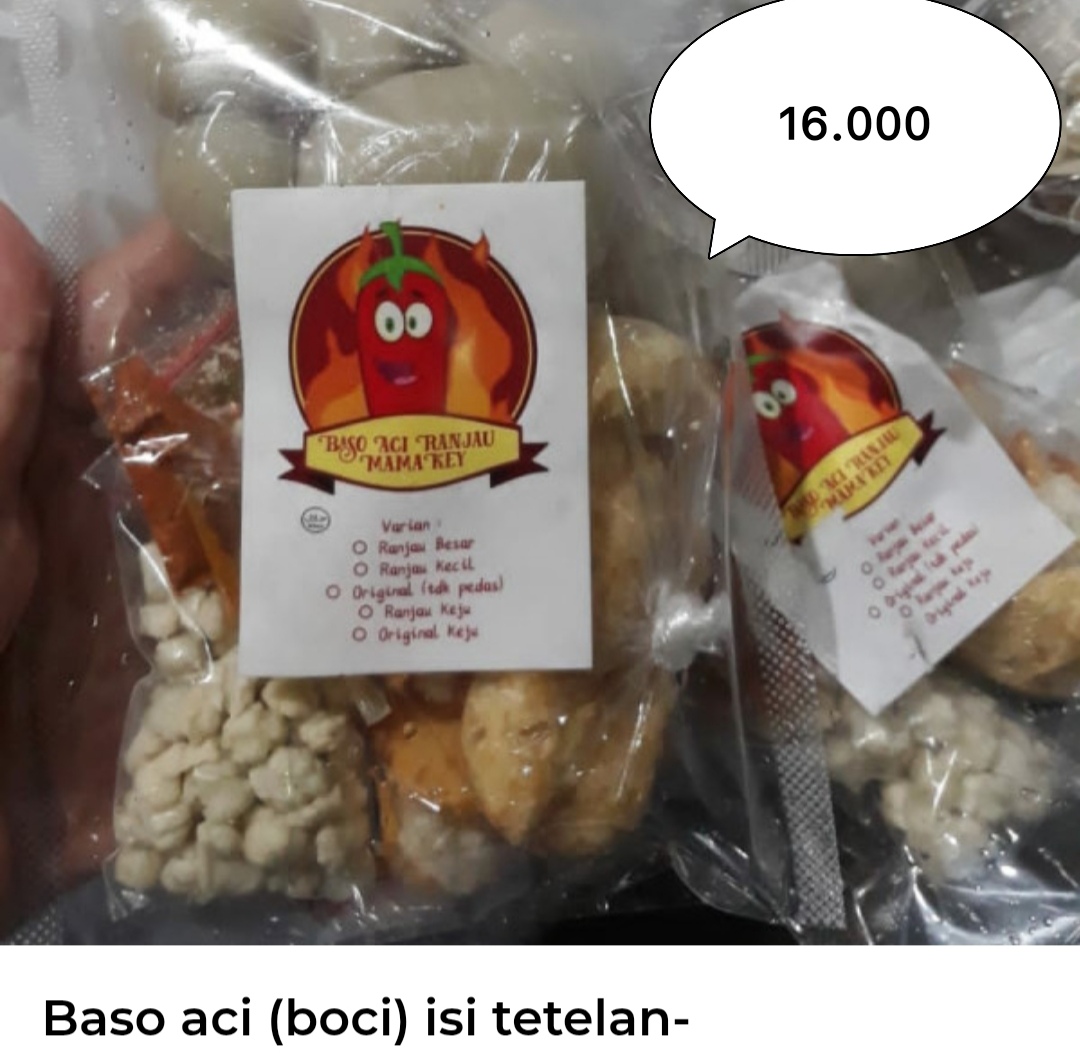 16.000
BASO ACI RANJAU
MAMA KEY
Varian :
Ranjau Besar
Ranjau Kecil
Original (tdk pedas)
Ranjau Keju
Original Keju
BASO ACI RANJAU
MAMA KEY
Varian
Ranjau Besar
Ranjau Kecil
Original (tdk pedas)
Ranjau Keju
Original Keju
Baso aci (boci) isi tetelan-